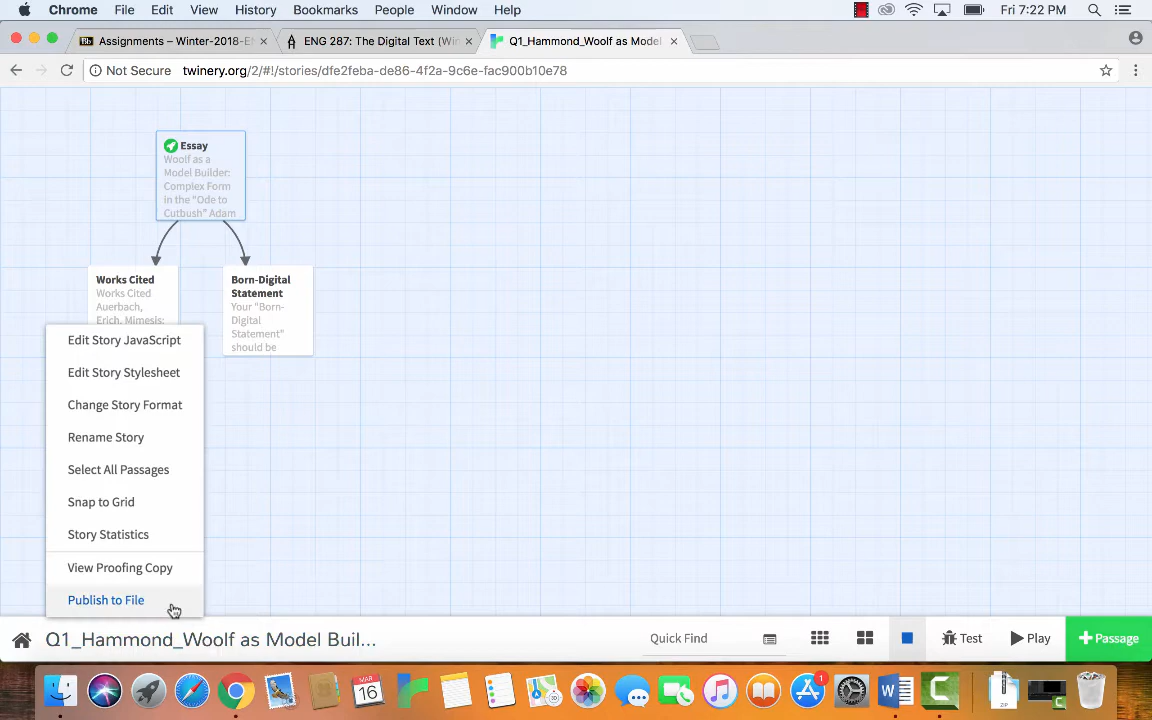 Chrome File Edit View History Bookmarks People Window Help Fri 7:22 PM
Assignments – Winter-2018-E
ENG 287: The Digital Text (Win
Q1_Hammond_Woolf as Model
Not Secure twinery.org/2/#!/stories/dfe2feba-de86-4f2a-9c6e-fac900b10e78
Essay
Woolf as a
Model Builder:
Complex Form
in the "Ode to
Cutbush" Adam
Works Cited
Works Cited
Auerbach,
Erich. Mimesis:
Born-Digital
Statement
Your "Born-
Digital
Statement"
should be
Edit Story JavaScript
Edit Story Stylesheet
Change Story Format
Rename Story
Select All Passages
Snap to Grid
Story Statistics
View Proofing Copy
Publish to File
Q1_Hammond_Woolf as Model Buil...
Quick Find
Test
Play
+Passage
MAR
16
1
ZIP